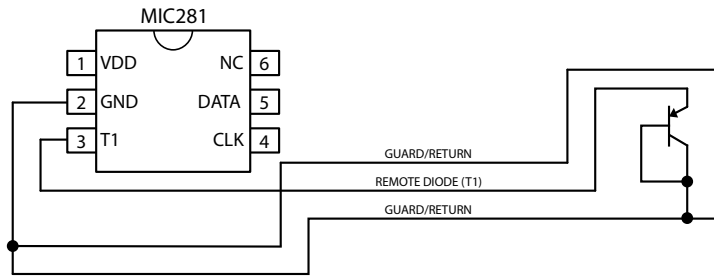 MIC281
1 VDD NC 6
2 GND DATA 5
3 T1 CLK 4
GUARD/RETURN
REMOTE DIODE (T1)
GUARD/RETURN